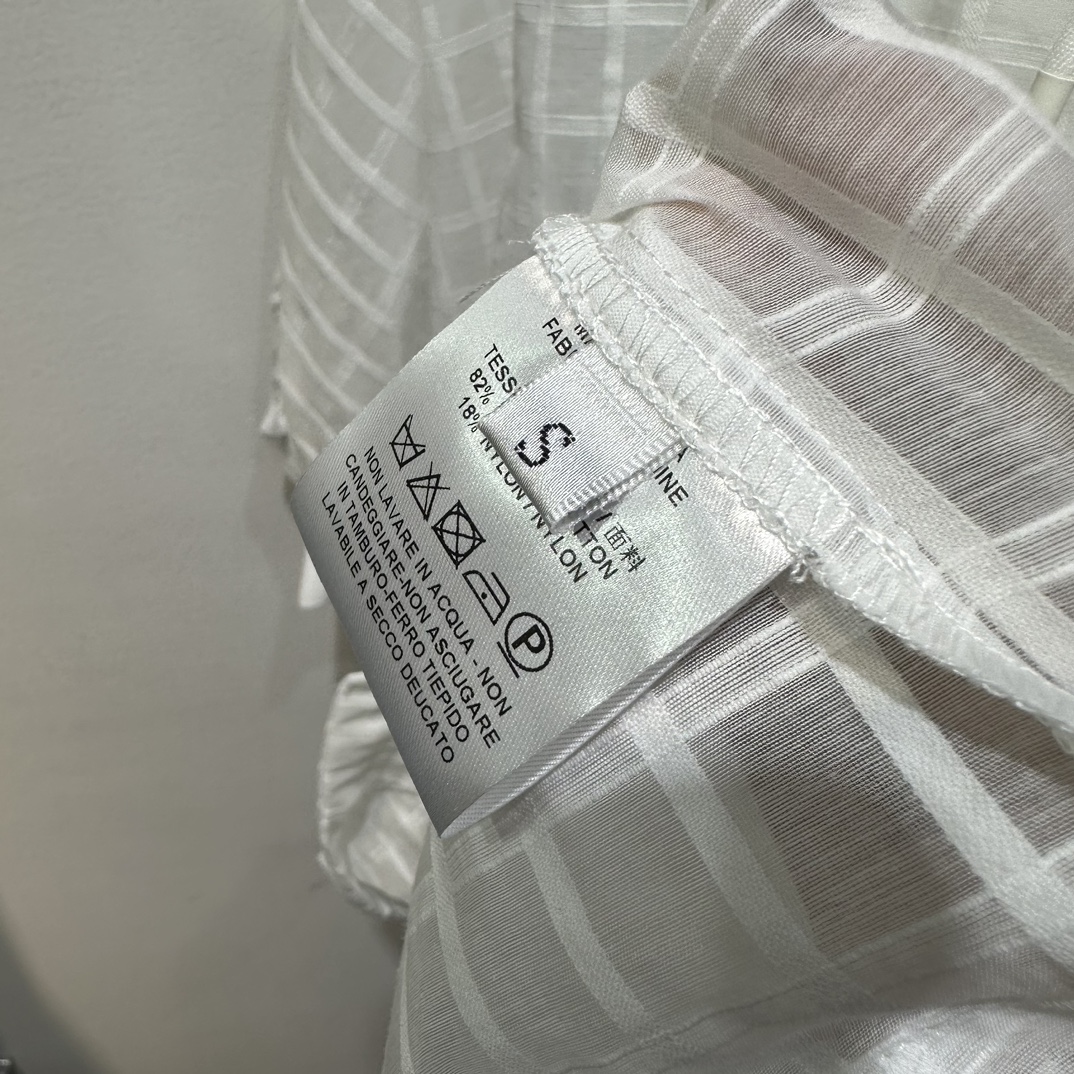 FAB
TESS
82% TTON
18% NYLON / NYLON
面料
INE
S
P
NON LAVARE IN ACQUA - NON
CANDEGGIARE-NON ASCIUGARE
IN TAMBURO-FERRO TIEPIDO
LAVABILE A SECCO DEUCATO